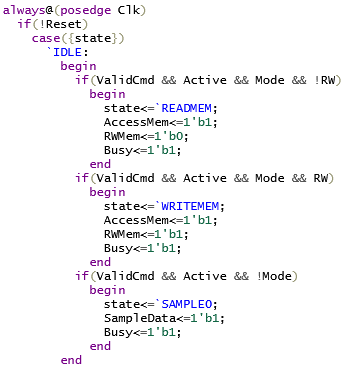 always@(posedge Clk)
if(!Reset)
case({state})
`IDLE:
begin
if(ValidCmd && Active && Mode && !RW)
begin
state<=`READMEM;
AccessMem<=1'b1;
RWMem<=1'b0;
Busy<=1'b1;
end
if(ValidCmd && Active && Mode && RW)
begin
state<=`WRITEMEM;
AccessMem<=1'b1;
RWMem<=1'b1;
Busy<=1'b1;
end
if(ValidCmd && Active && !Mode)
begin
state<=`SAMPLEO;
SampleData<=1'b1;
Busy<=1'b1;
end
end